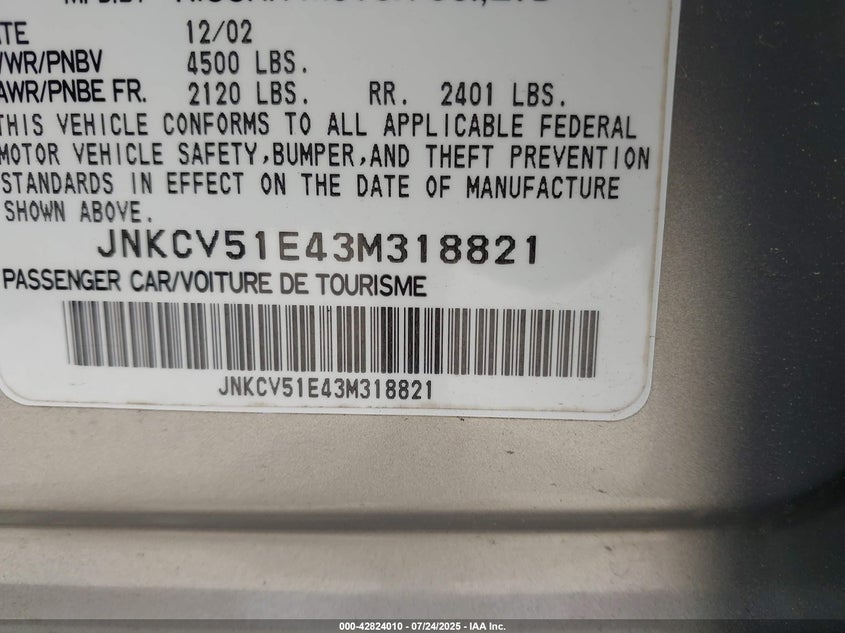 12/02
WR/PNBV 4500 LBS.
AWR/PNBE FR. 2120 LBS. RR. 2401 LBS.
THIS VEHICLE CONFORMS TO ALL APPLICABLE FEDERAL
MOTOR VEHICLE SAFETY,BUMPER,AND THEFT PREVENTION
STANDARDS IN EFFECT ON THE DATE OF MANUFACTURE
SHOWN ABOVE.
JNKCV51E43M318821
PASSENGER CAR/VOITURE DE TOURISME
JNKCV51E43M318821
000-42824010 - 07/24/2025 - IAA Inc.